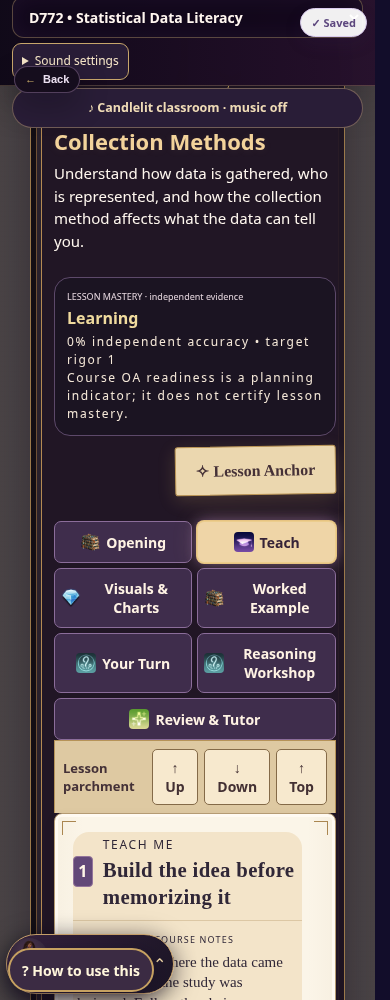 D772 • Statistical Data Literacy
✓ Saved
▶ Sound settings
← Back
♪ Candlelit classroom · music off
Collection Methods
Understand how data is gathered, who
is represented, and how the collection
method affects what the data can tell
you.
LESSON MASTERY · independent evidence
Learning
0% independent accuracy • target
rigor 1
Course OA readiness is a planning
indicator; it does not certify lesson
mastery.
✧ Lesson Anchor
Opening
Teach
Visuals &
Charts
Worked
Example
Your Turn
Reasoning
Workshop
Review & Tutor
Lesson
parchment
↑
Up
↓
Down
↑
Top
TEACH ME
1
Build the idea before
memorizing it
COURSE NOTES
here the data came
ne study was
? How to use this